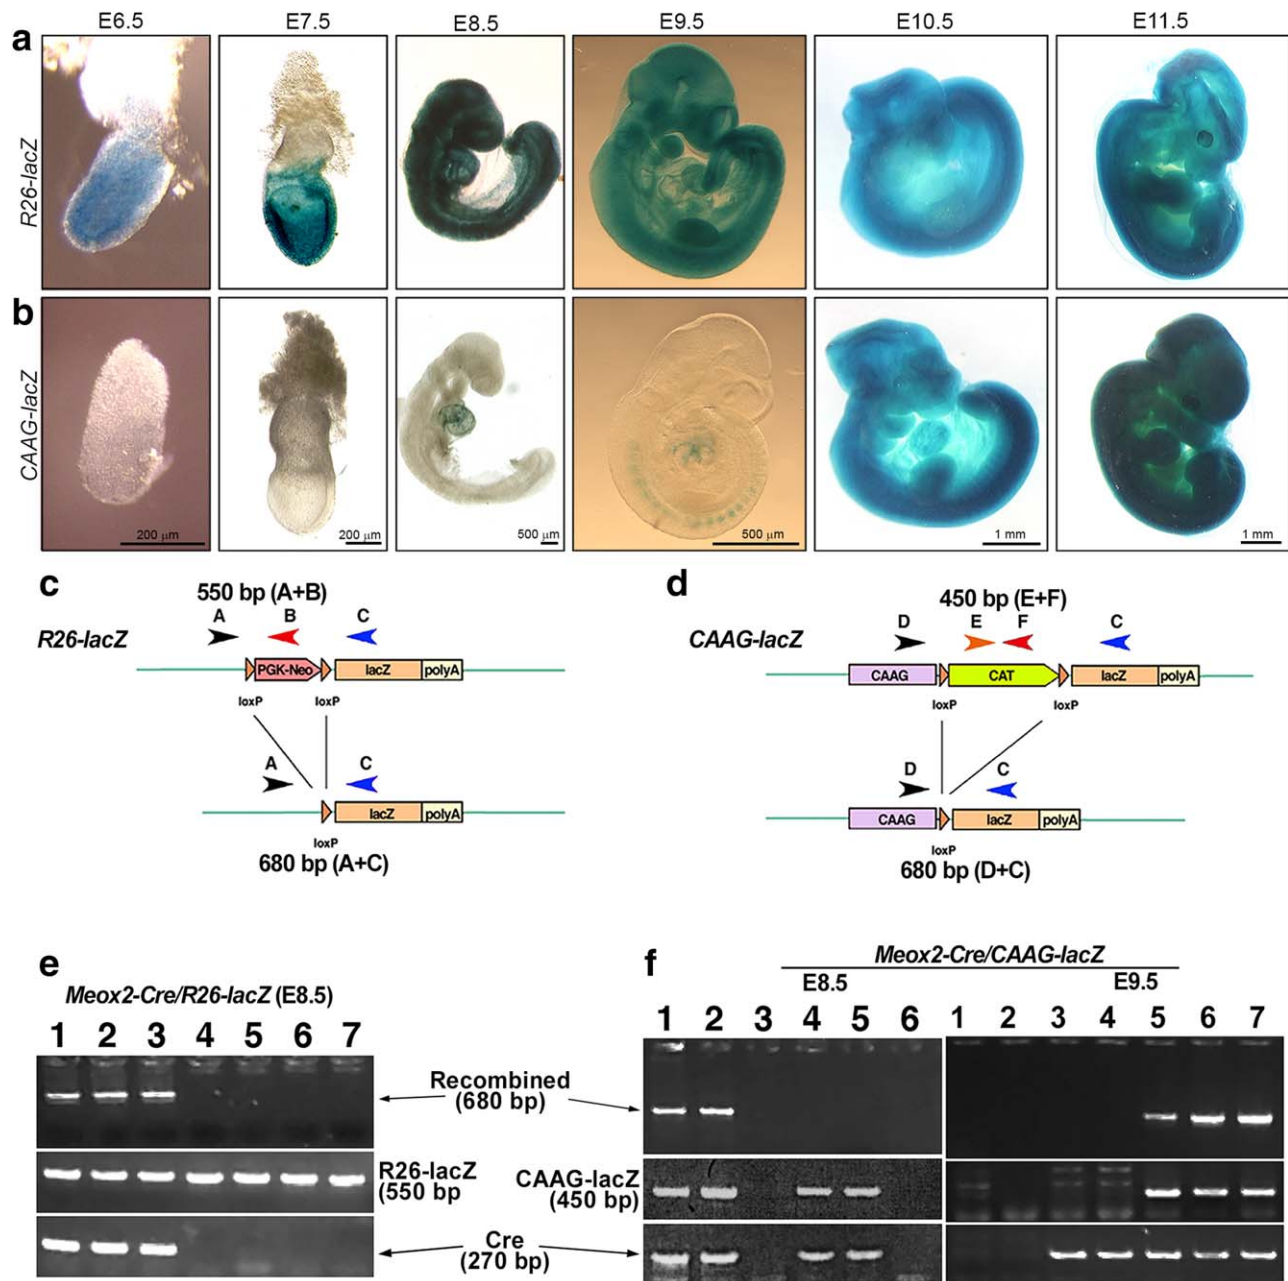 E6.5 E7.5 E8.5 E9.5 E10.5 E11.5
a
R26-lacZ
b
CAAG-lacZ
200 μm 200 μm 500 μm 500 μm 1 mm 1 mm
c
550 bp (A+B)
A B C
R26-lacZ
PGK-Neo lacZ polyA
loxP loxP
A C
lacZ polyA
loxP
680 bp (A+C)
d
450 bp (E+F)
D E F C
CAAG-lacZ
CAAG CAT lacZ polyA
loxP loxP
D C
CAAG lacZ polyA
loxP
680 bp (D+C)
e
Meox2-Cre/R26-lacZ (E8.5)
1 2 3 4 5 6 7
Recombined
(680 bp)
R26-lacZ
(550 bp
CAAG-lacZ
(450 bp)
Cre
(270 bp)
f
Meox2-Cre/CAAG-lacZ
E8.5 E9.5
1 2 3 4 5 6 1 2 3 4 5 6 7